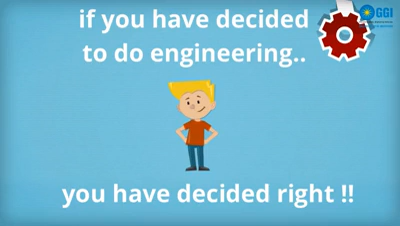 if you have decided
to do engineering..
GGI
you have decided right !!